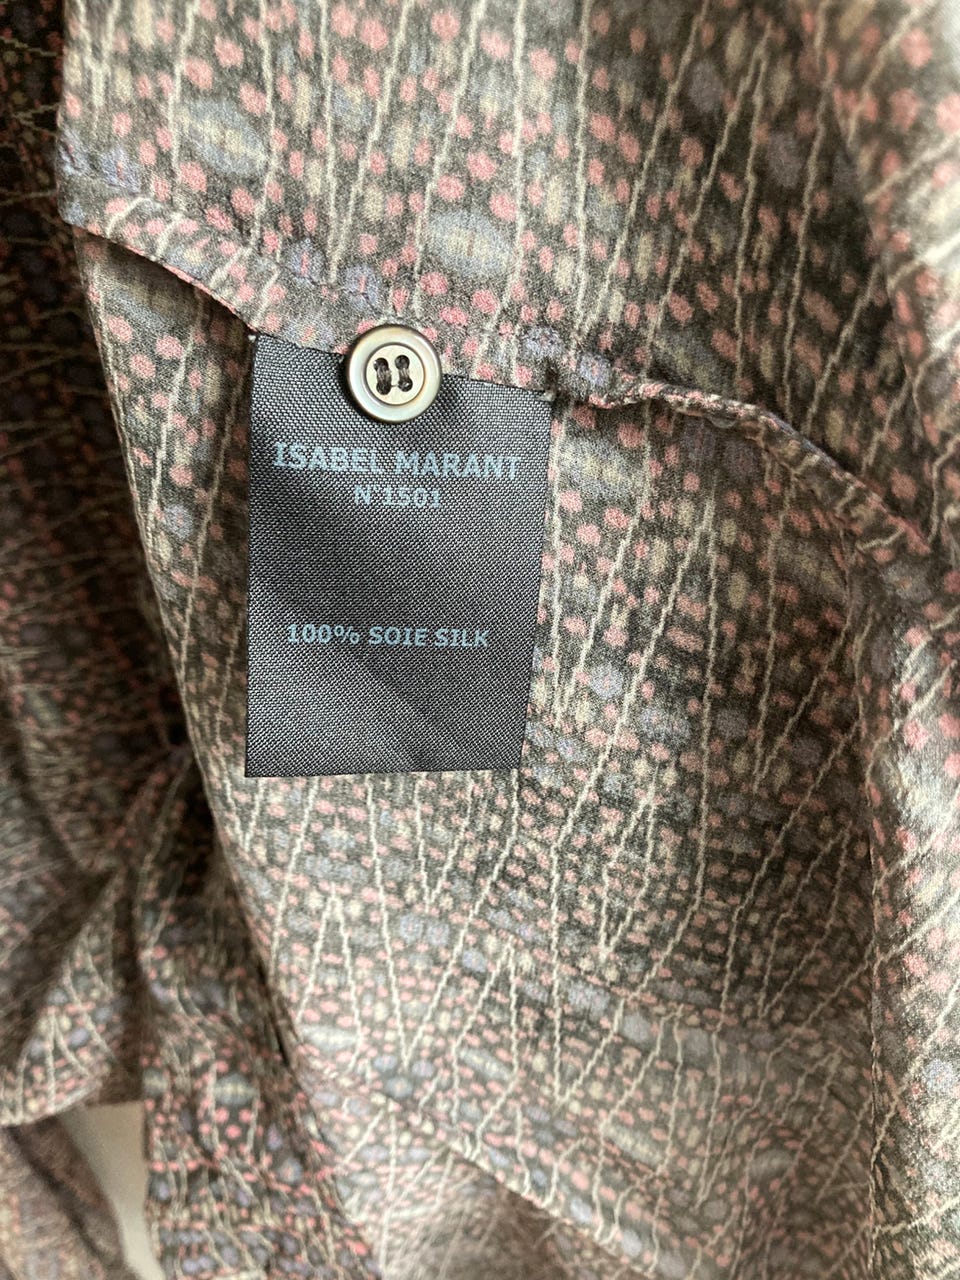 ISABEL MARANT
N°1501
100% SOIE SILK